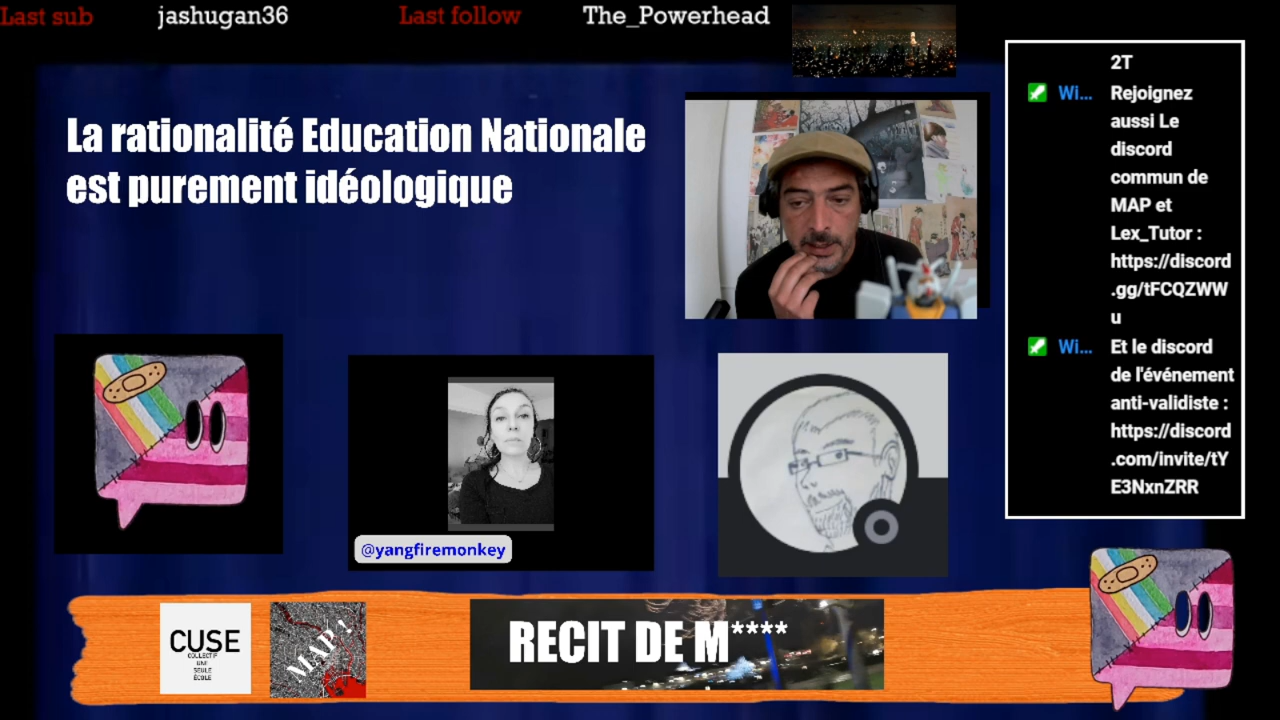 Last sub
jashugan36
Last follow
The_Powerhead
La rationalité Education Nationale
est purement idéologique
2T
Wi... Rejoignez
aussi Le
discord
commun de
MAP et
Lex_Tutor :
https://discord
.gg/tFCQZWW
u
Wi... Et le discord
de l'événement
anti-validiste :
https://discord
.com/invite/tY
E3NxnZRR
@yangfiremonkey
CUSE
COLLECTIF
UNE
SEULE
ÉCOLE
MAP !
RECIT DE M****